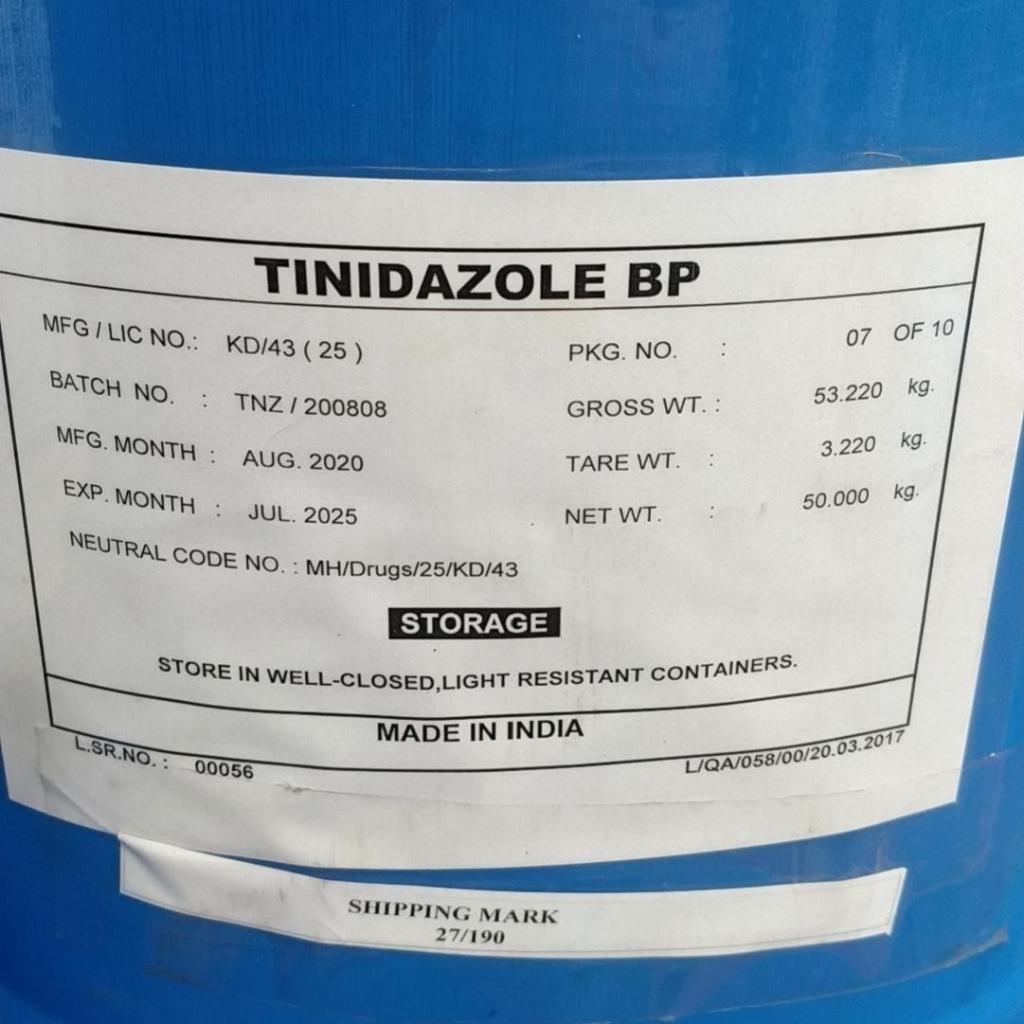 TINIDAZOLE BP
MFG / LIC NO.: KD/43 ( 25 ) PKG. NO. : 07 OF 10
BATCH NO. : TNZ / 200808 GROSS WT. : 53.220 kg.
MFG. MONTH : AUG. 2020 TARE WT. : 3.220 kg.
EXP. MONTH : JUL. 2025 NET WT. : 50.000 kg.
NEUTRAL CODE NO. : MH/Drugs/25/KD/43
STORAGE
STORE IN WELL-CLOSED,LIGHT RESISTANT CONTAINERS.
MADE IN INDIA
L.SR.NO. : 00056 L/QA/058/00/20.03.2017
SHIPPING MARK
27/190